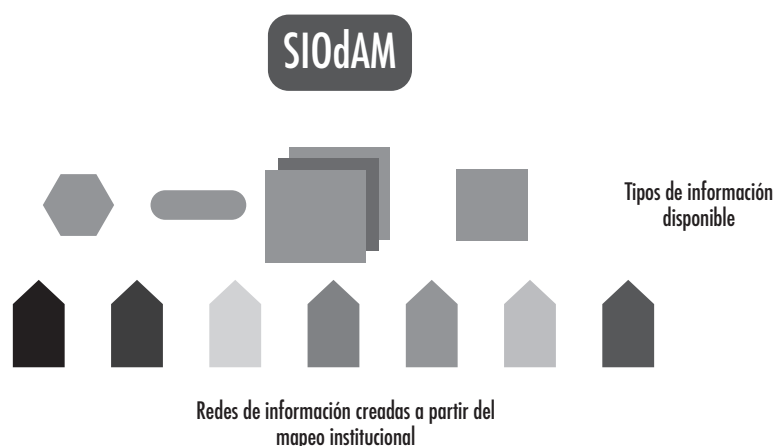 SIOdAM
Tipos de información
disponible
Redes de información creadas a partir del
mapeo institucional